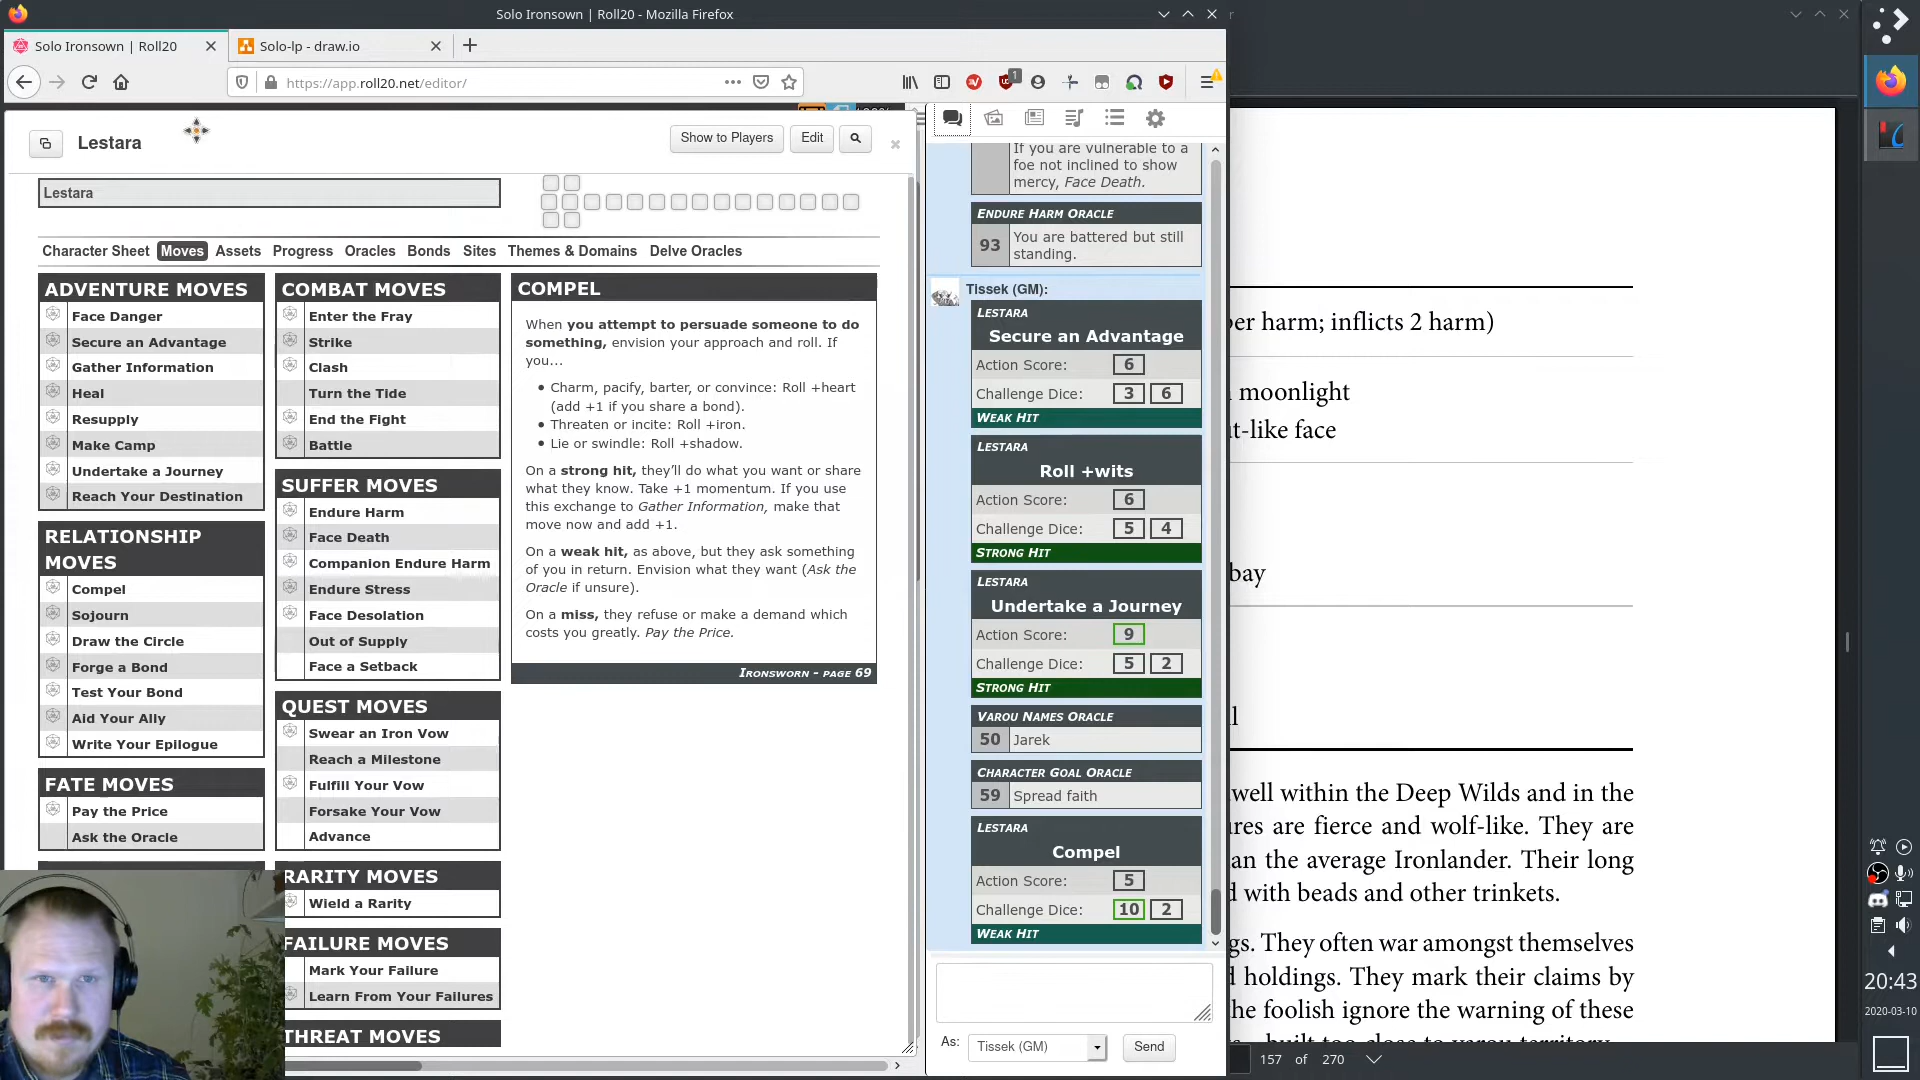 Solo Ironsown | Roll20 - Mozilla Firefox
Solo Ironsown | Roll20
Solo-lp - draw.io
https://app.roll20.net/editor/
1
Lestara
Show to Players
Edit
Lestara
Character Sheet
Moves
Assets
Progress
Oracles
Bonds
Sites
Themes & Domains
Delve Oracles
ADVENTURE MOVES
Face Danger
Secure an Advantage
Gather Information
Heal
Resupply
Make Camp
Undertake a Journey
Reach Your Destination
RELATIONSHIP
MOVES
Compel
Sojourn
Draw the Circle
Forge a Bond
Test Your Bond
Aid Your Ally
Write Your Epilogue
FATE MOVES
Pay the Price
Ask the Oracle
COMBAT MOVES
Enter the Fray
Strike
Clash
Turn the Tide
End the Fight
Battle
SUFFER MOVES
Endure Harm
Face Death
Companion Endure Harm
Endure Stress
Face Desolation
Out of Supply
Face a Setback
QUEST MOVES
Swear an Iron Vow
Reach a Milestone
Fulfill Your Vow
Forsake Your Vow
Advance
RARITY MOVES
Wield a Rarity
FAILURE MOVES
Mark Your Failure
Learn From Your Failures
THREAT MOVES
COMPEL
When you attempt to persuade someone to do
something, envision your approach and roll. If
you...
• Charm, pacify, barter, or convince: Roll +heart
(add +1 if you share a bond).
• Threaten or incite: Roll +iron.
• Lie or swindle: Roll +shadow.
On a strong hit, they'll do what you want or share
what they know. Take +1 momentum. If you use
this exchange to Gather Information, make that
move now and add +1.
On a weak hit, as above, but they ask something
of you in return. Envision what they want (Ask the
Oracle if unsure).
On a miss, they refuse or make a demand which
costs you greatly. Pay the Price.
IRONSWORN - PAGE 69
If you are vulnerable to a
foe not inclined to show
mercy, Face Death.
ENDURE HARM ORACLE
93 You are battered but still
standing.
Tissek (GM):
LESTARA
Secure an Advantage
Action Score: 6
Challenge Dice: 3 6
WEAK HIT
LESTARA
Roll +wits
Action Score: 6
Challenge Dice: 5 4
STRONG HIT
LESTARA
Undertake a Journey
Action Score: 9
Challenge Dice: 5 2
STRONG HIT
VAROU NAMES ORACLE
50 Jarek
CHARACTER GOAL ORACLE
59 Spread faith
LESTARA
Compel
Action Score: 5
Challenge Dice: 10 2
WEAK HIT
As: Tissek (GM)
Send
er harm; inflicts 2 harm)
moonlight
t-like face
bay
l
well within the Deep Wilds and in the
res are fierce and wolf-like. They are
an the average Ironlander. Their long
d with beads and other trinkets.
gs. They often war amongst themselves
d holdings. They mark their claims by
he foolish ignore the warning of these
157 of 270
20:43
2020-03-10